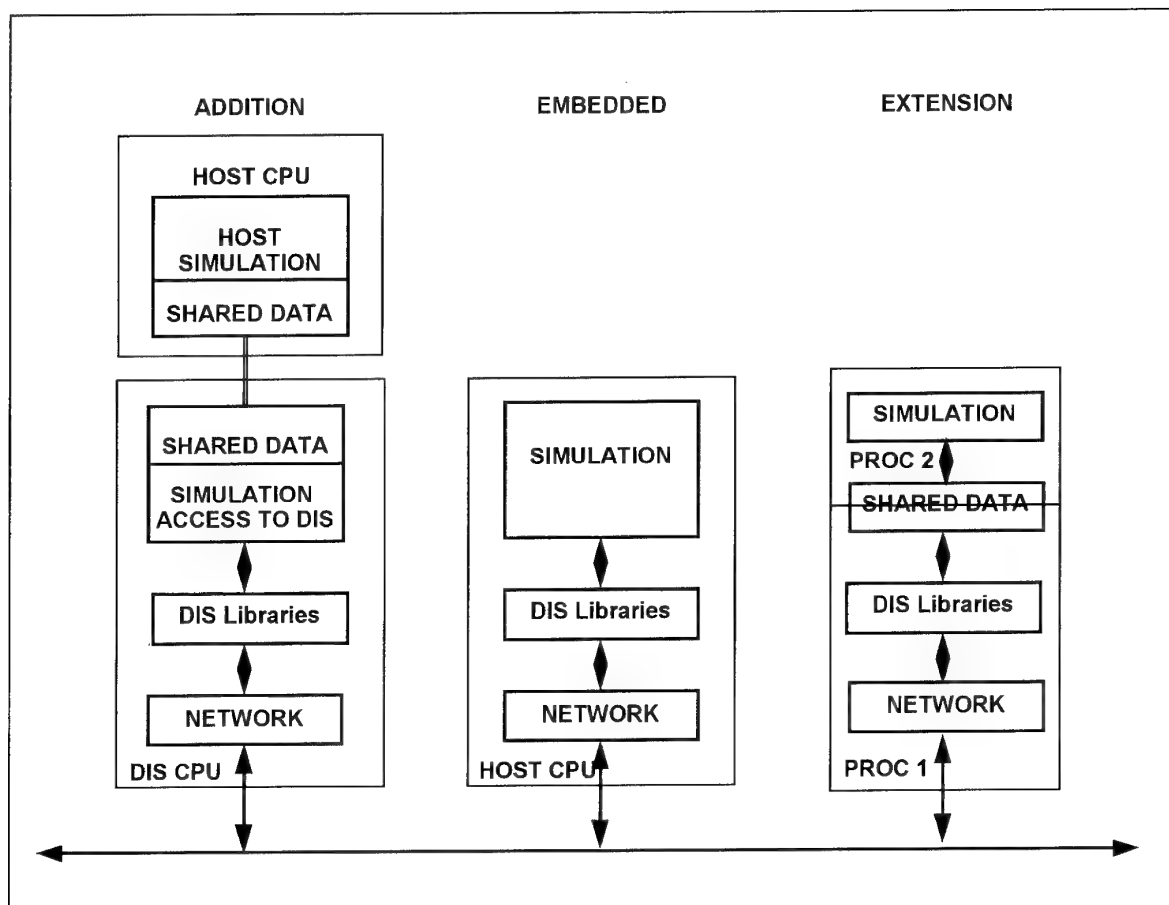 ADDITION
EMBEDDED
EXTENSION
HOST CPU
HOST
SIMULATION
SHARED DATA
SHARED DATA
SIMULATION
ACCESS TO DIS
DIS Libraries
NETWORK
DIS CPU
SIMULATION
DIS Libraries
NETWORK
HOST CPU
SIMULATION
PROC 2
SHARED DATA
DIS Libraries
NETWORK
PROC 1